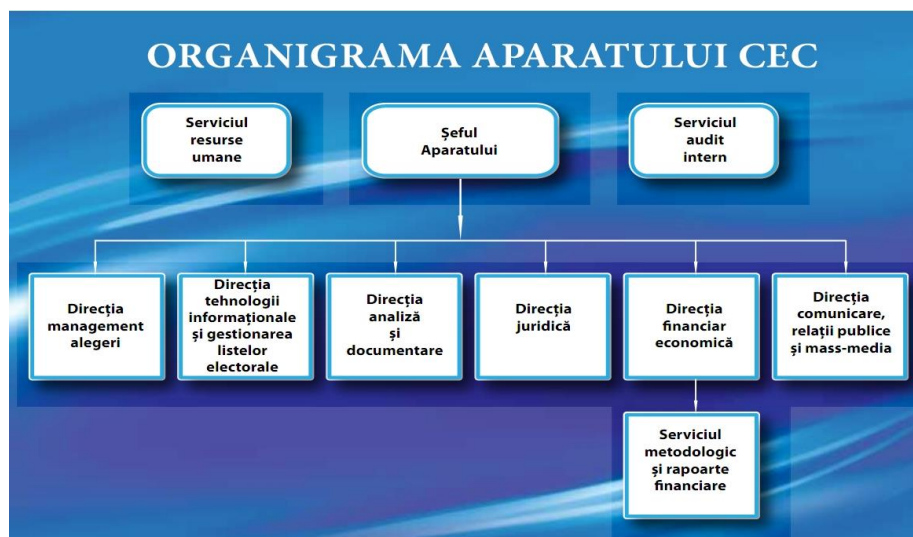 ORGANIGRAMA APARATULUI CEC
Serviciul
resurse
umane
Șeful
Aparatului
Serviciul
audit
intern
Direcția
management
alegeri
Direcția
tehnologii
informaționale
și gestionarea
listelor
electorale
Direcția
analiză
și
documentare
Direcția
juridică
Direcția
financiar
economică
Direcția
comunicare,
relații publice
și mass-media
Serviciul
metodologic
și rapoarte
financiare